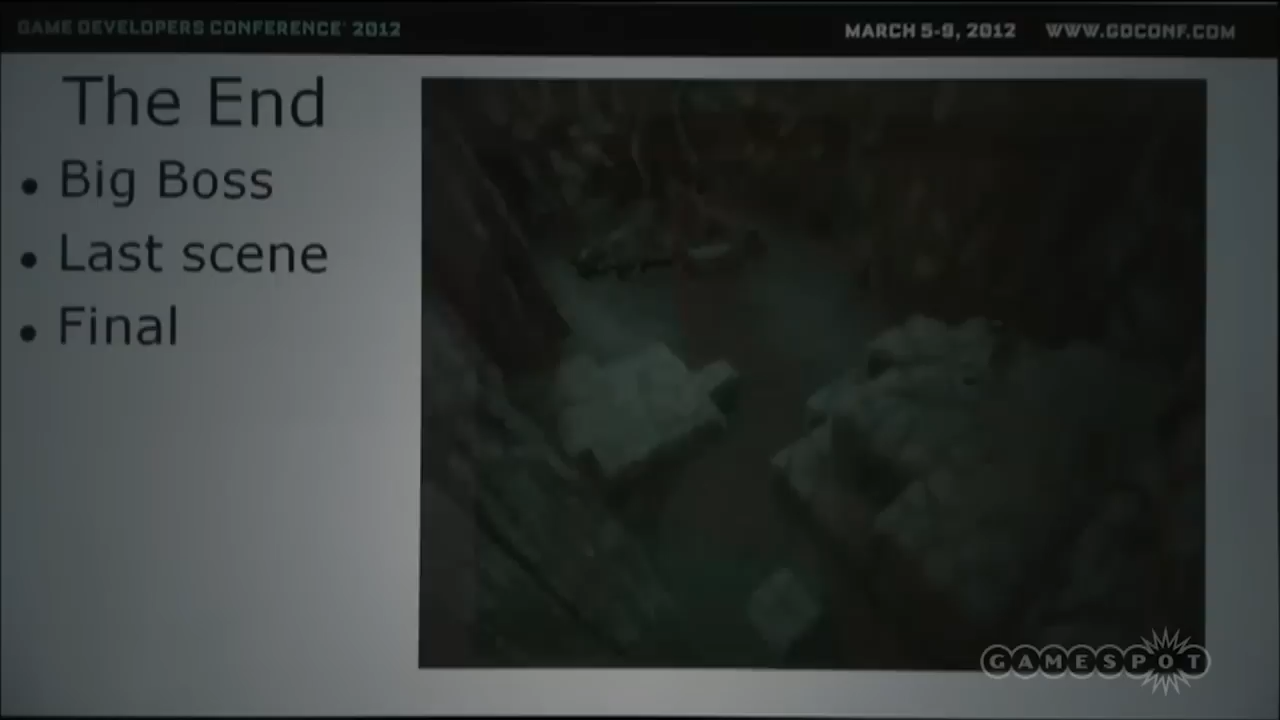 GAME DEVELOPERS CONFERENCE® 2012
MARCH 5-9, 2012 WWW.GDCONF.COM
The End
• Big Boss
• Last scene
• Final
GAMESPOT